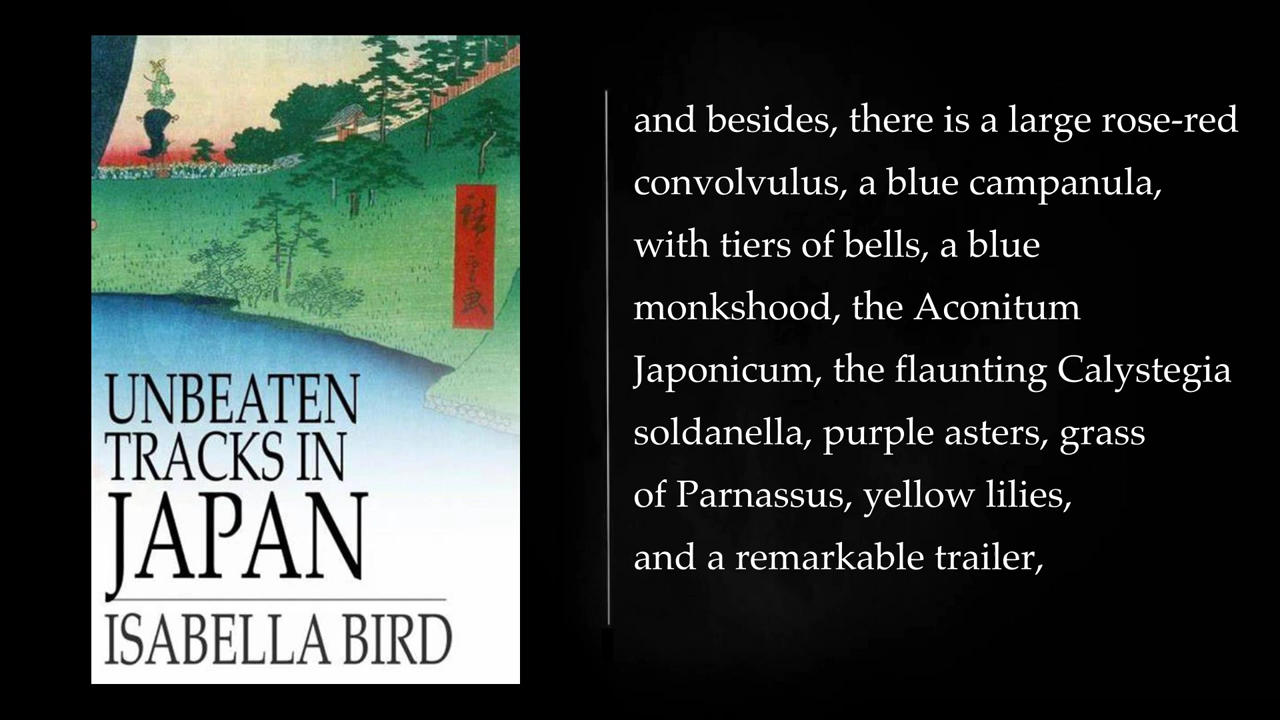 UNBEATEN
TRACKS IN
JAPAN
ISABELLA BIRD
and besides, there is a large rose-red
convolvulus, a blue campanula,
with tiers of bells, a blue
monkshood, the Aconitum
Japonicum, the flaunting Calystegia
soldanella, purple asters, grass
of Parnassus, yellow lilies,
and a remarkable trailer,